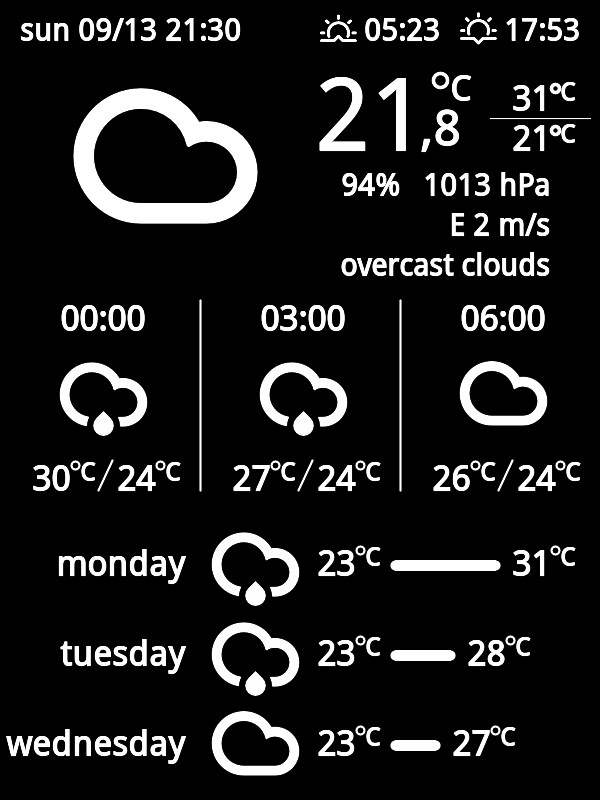 sun 09/13 21:30 05:23 17:53
21,8°C 31°C
21°C
94% 1013 hPa
E 2 m/s
overcast clouds
00:00 03:00 06:00
30°C/24°C 27°C/24°C 26°C/24°C
monday 23°C 31°C
tuesday 23°C 28°C
wednesday 23°C 27°C